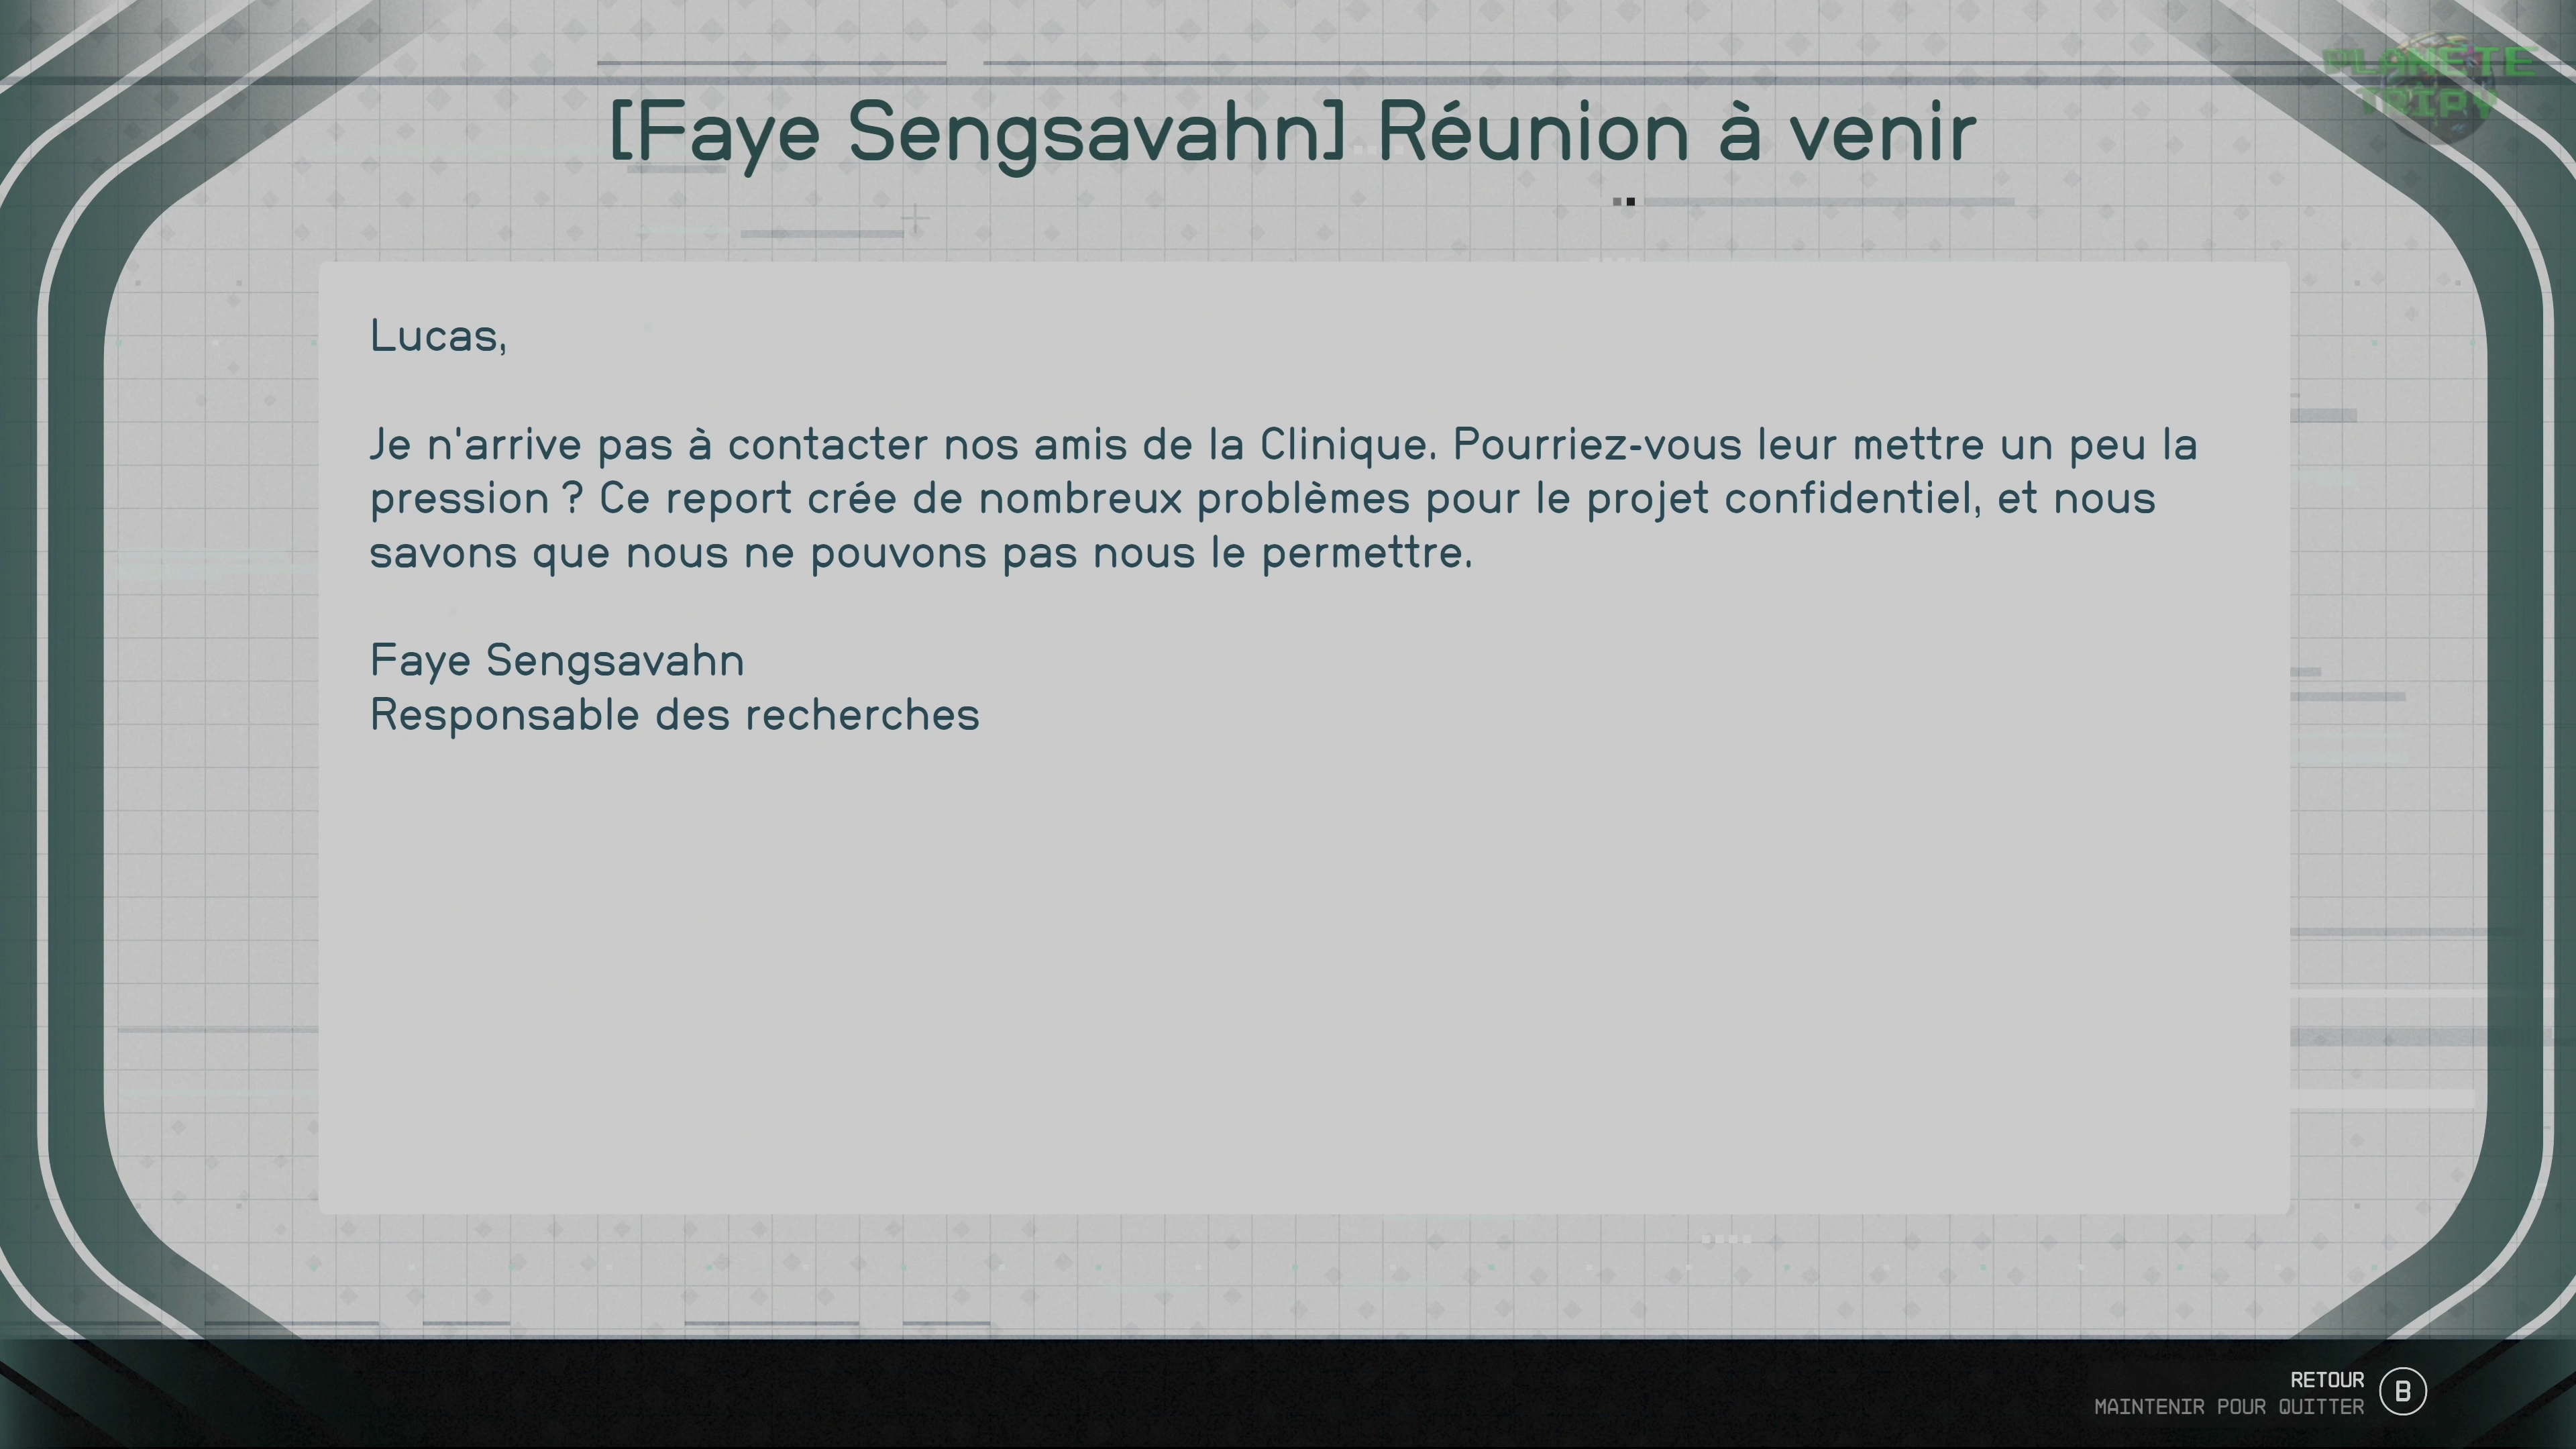 PLANETE
TRIPY
[Faye Sengsavahn] Réunion à venir
Lucas,
Je n'arrive pas à contacter nos amis de la Clinique. Pourriez-vous leur mettre un peu la
pression ? Ce report crée de nombreux problèmes pour le projet confidentiel, et nous
savons que nous ne pouvons pas nous le permettre.
Faye Sengsavahn
Responsable des recherches
RETOUR
MAINTENIR POUR QUITTER
B